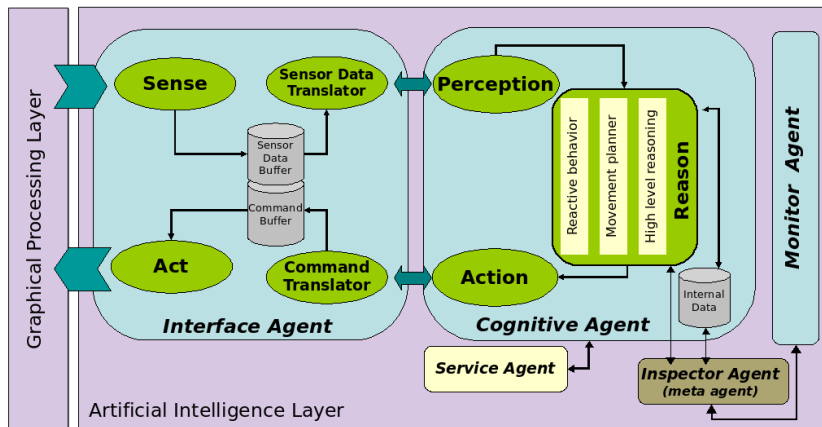 Graphical Processing Layer
Sense
Sensor Data
Translator
Sensor
Data
Buffer
Command
Buffer
Act
Command
Translator
Interface Agent
Perception
Reactive behavior
Movement planner
High level reasoning
Reason
Action
Internal
Data
Cognitive Agent
Monitor Agent
Service Agent
Inspector Agent
(meta agent)
Artificial Intelligence Layer